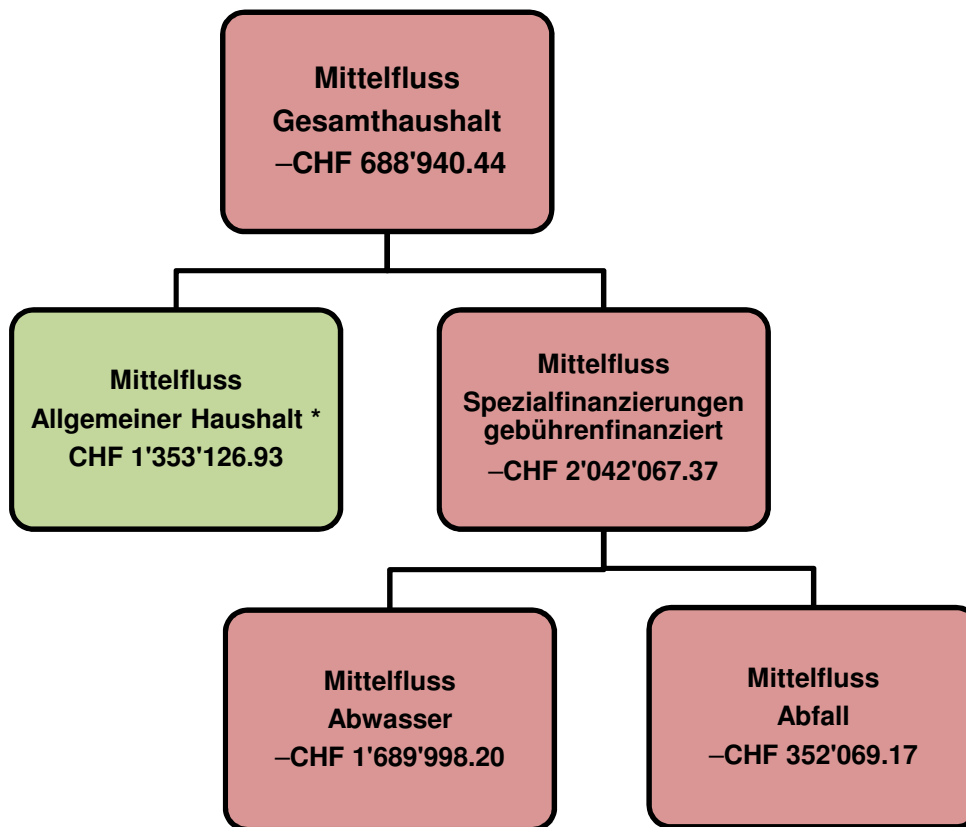 Mittelfluss
Gesamthaushalt
–CHF 688'940.44
Mittelfluss
Allgemeiner Haushalt *
CHF 1'353'126.93
Mittelfluss
Spezialfinanzierungen
gebührenfinanziert
–CHF 2'042'067.37
Mittelfluss
Abwasser
–CHF 1'689'998.20
Mittelfluss
Abfall
–CHF 352'069.17